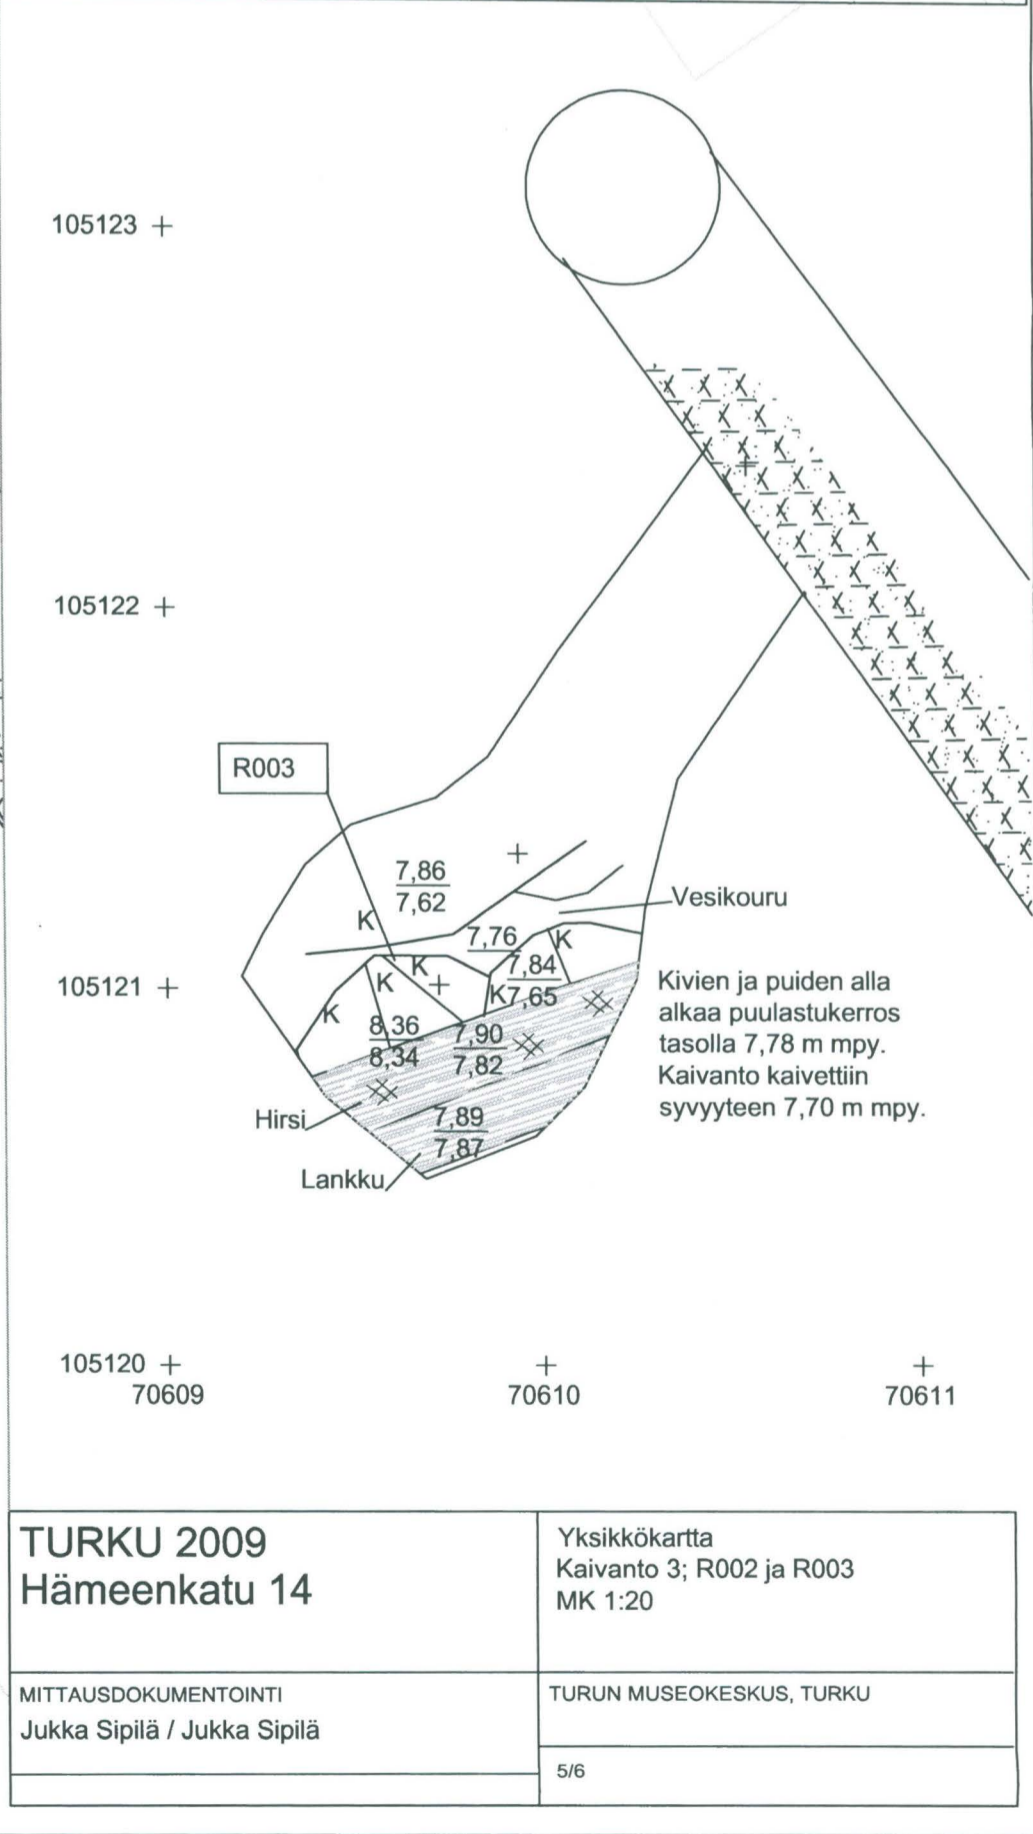 105123
105122
R003
7,86
7,62
K
Vesikouru
7,76
K
K
7,84
K
K7,65
105121
K
8,36
8,34
7,90
7,82
Kivien ja puiden alla
alkaa puulastukerros
tasolla 7,78 m mpy.
Kaivanto kaivettiin
syvyyteen 7,70 m mpy.
Hirsi
7,89
7,87
Lankku
105120
70609
70610
70611
TURKU 2009
Hämeenkatu 14
Yksikkökartta
Kaivanto 3; R002 ja R003
MK 1:20
MITTAUSDOKUMENTOINTI
Jukka Sipilä / Jukka Sipilä
TURUN MUSEOKESKUS, TURKU
5/6